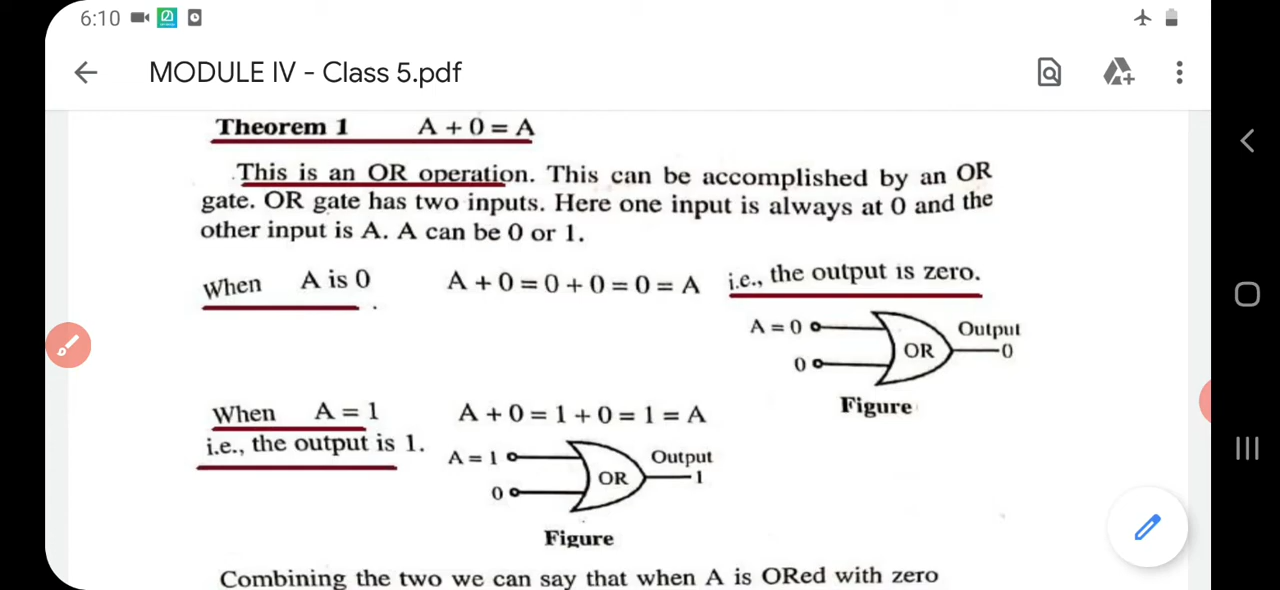 6:10
MODULE IV - Class 5.pdf
Theorem 1 A + 0 = A
This is an OR operation. This can be accomplished by an OR
gate. OR gate has two inputs. Here one input is always at 0 and the
other input is A. A can be 0 or 1.
When A is 0 A + 0 = 0 + 0 = 0 = A i.e., the output is zero.
A = 0
0
OR
Output
0
Figure
When A = 1 A + 0 = 1 + 0 = 1 = A
i.e., the output is 1.
A = 1
0
OR
Output
1
Figure
Combining the two we can say that when A is ORed with zero